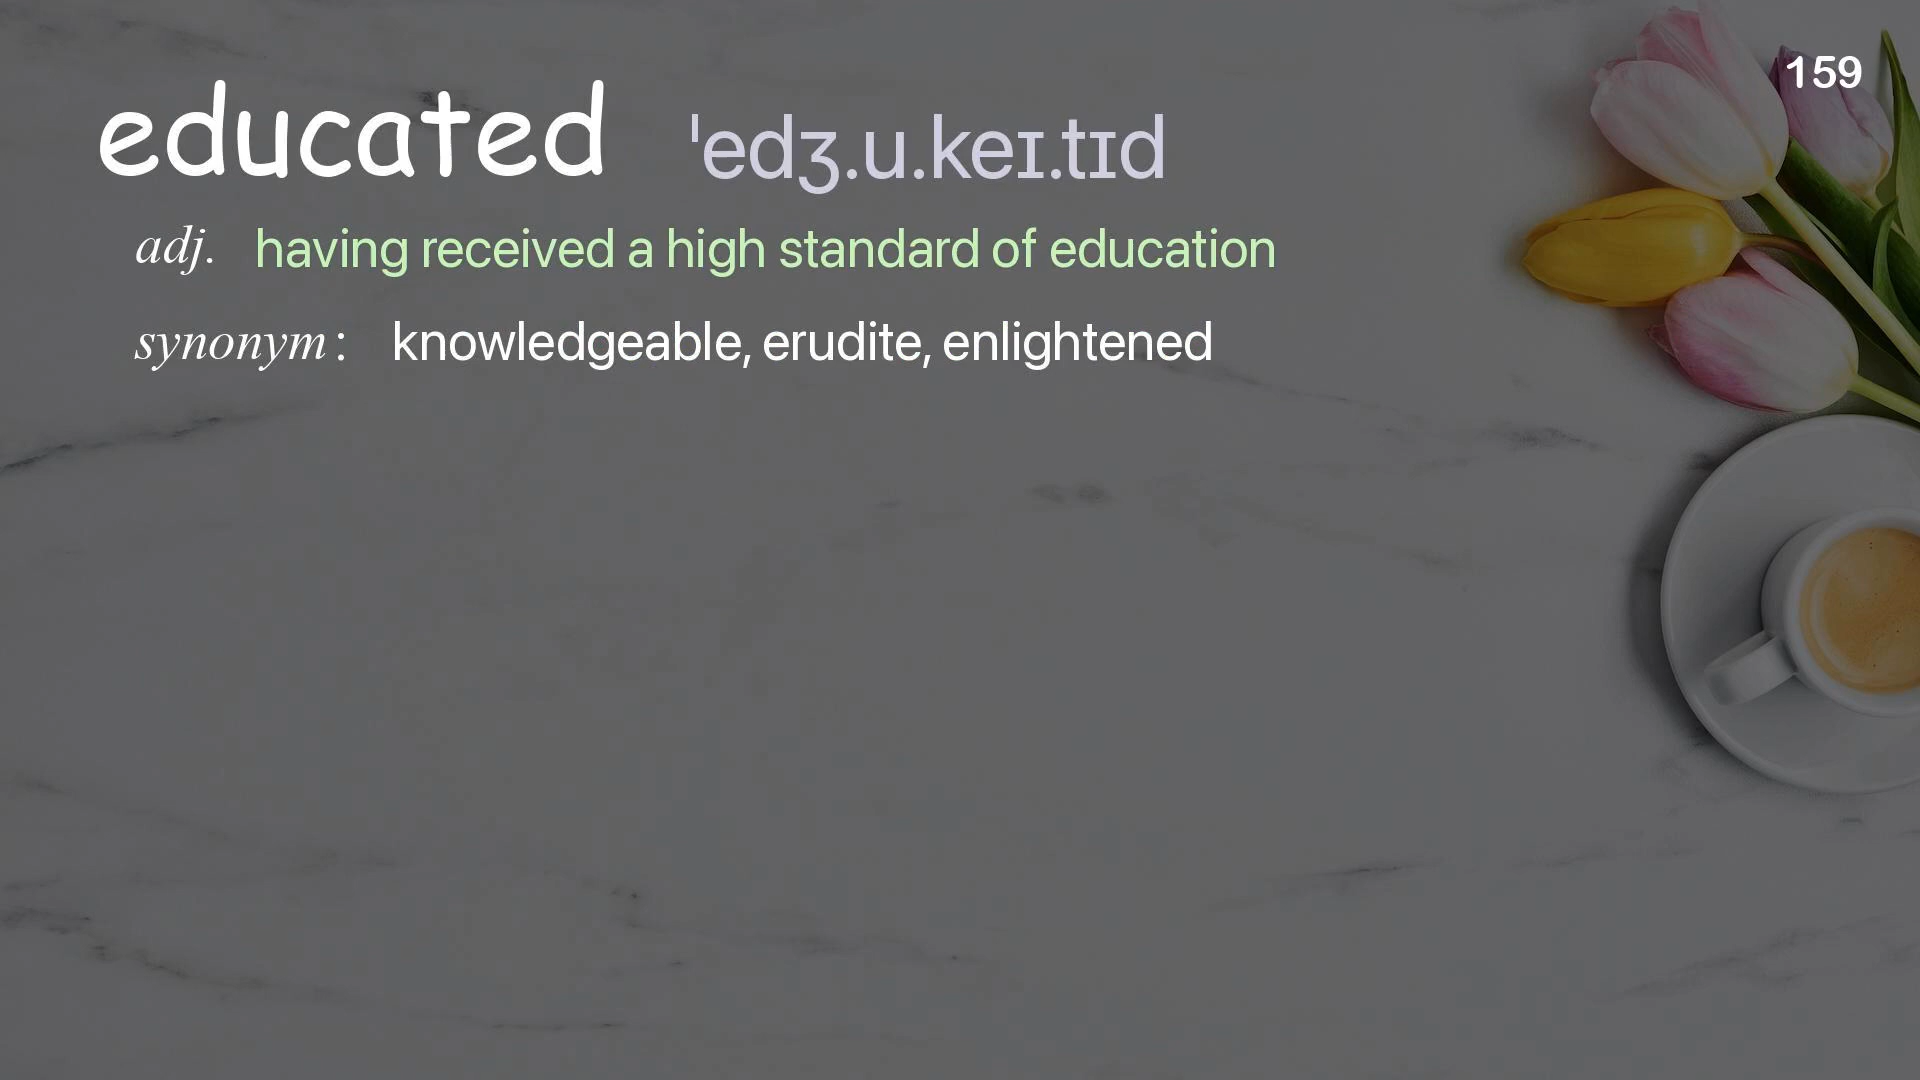 159
educated ˈedʒ.u.keɪ.tɪd
adj. having received a high standard of education
synonym: knowledgeable, erudite, enlightened